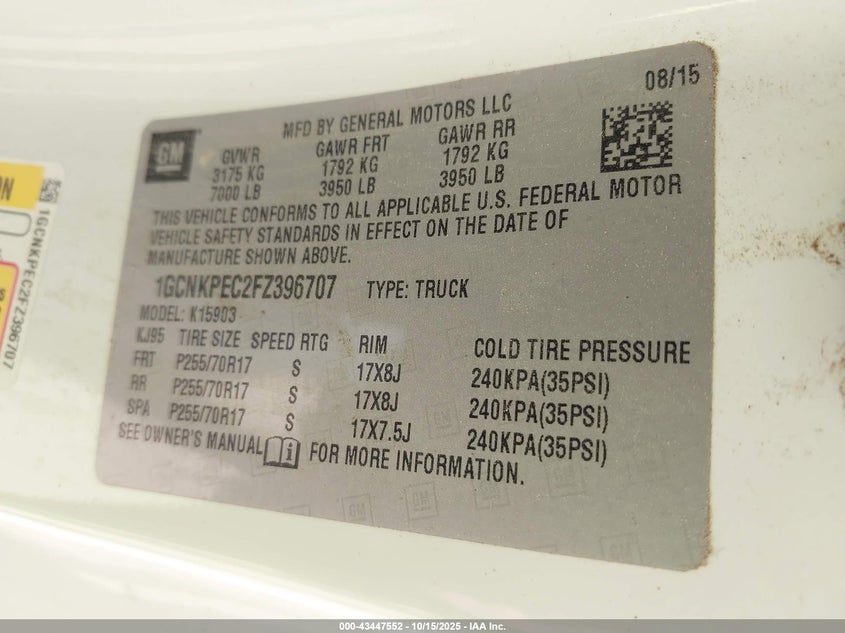 08/15
GM
MFD BY GENERAL MOTORS LLC
GVWR GAWR FRT GAWR RR
3175 KG 1792 KG 1792 KG
7000 LB 3950 LB 3950 LB
THIS VEHICLE CONFORMS TO ALL APPLICABLE U.S. FEDERAL MOTOR
VEHICLE SAFETY STANDARDS IN EFFECT ON THE DATE OF
MANUFACTURE SHOWN ABOVE.
1GCNKPEC2FZ396707 TYPE: TRUCK
MODEL: K15903
KJ95 TIRE SIZE SPEED RTG RIM COLD TIRE PRESSURE
FRT P255/70R17 S 17X8J 240KPA(35PSI)
RR P255/70R17 S 17X8J 240KPA(35PSI)
SPA P255/70R17 S 17X7.5J 240KPA(35PSI)
SEE OWNER'S MANUAL FOR MORE INFORMATION.
ON
1GCNKPEC2FZ396707
000-43447552 - 10/15/2025 - IAA Inc.